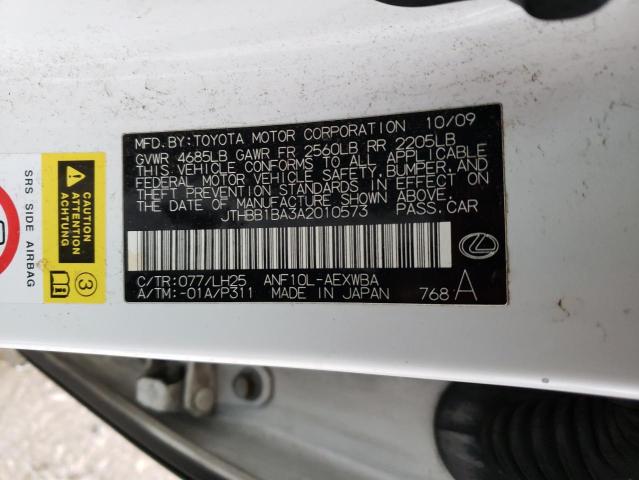 10/09
MFD.BY:TOYOTA MOTOR CORPORATION
GVWR 4685LB GAWR FR 2560LB RR 2205LB
THIS VEHICLE CONFORMS TO ALL APPLICABLE
FEDERAL MOTOR VEHICLE SAFETY,BUMPER,AND
THEFT PREVENTION STANDARDS IN EFFECT ON
THE DATE OF MANUFACTURE SHOWN ABOVE.
JTHBB1BA3A2010573 PASS.CAR
C/TR:077/LH25 ANF10L-AEXWBA
A/TM:-01A/P311 MADE IN JAPAN 768 A
SRS SIDE AIRBAG
CAUTION
ATTENTION
ACHTUNG
3